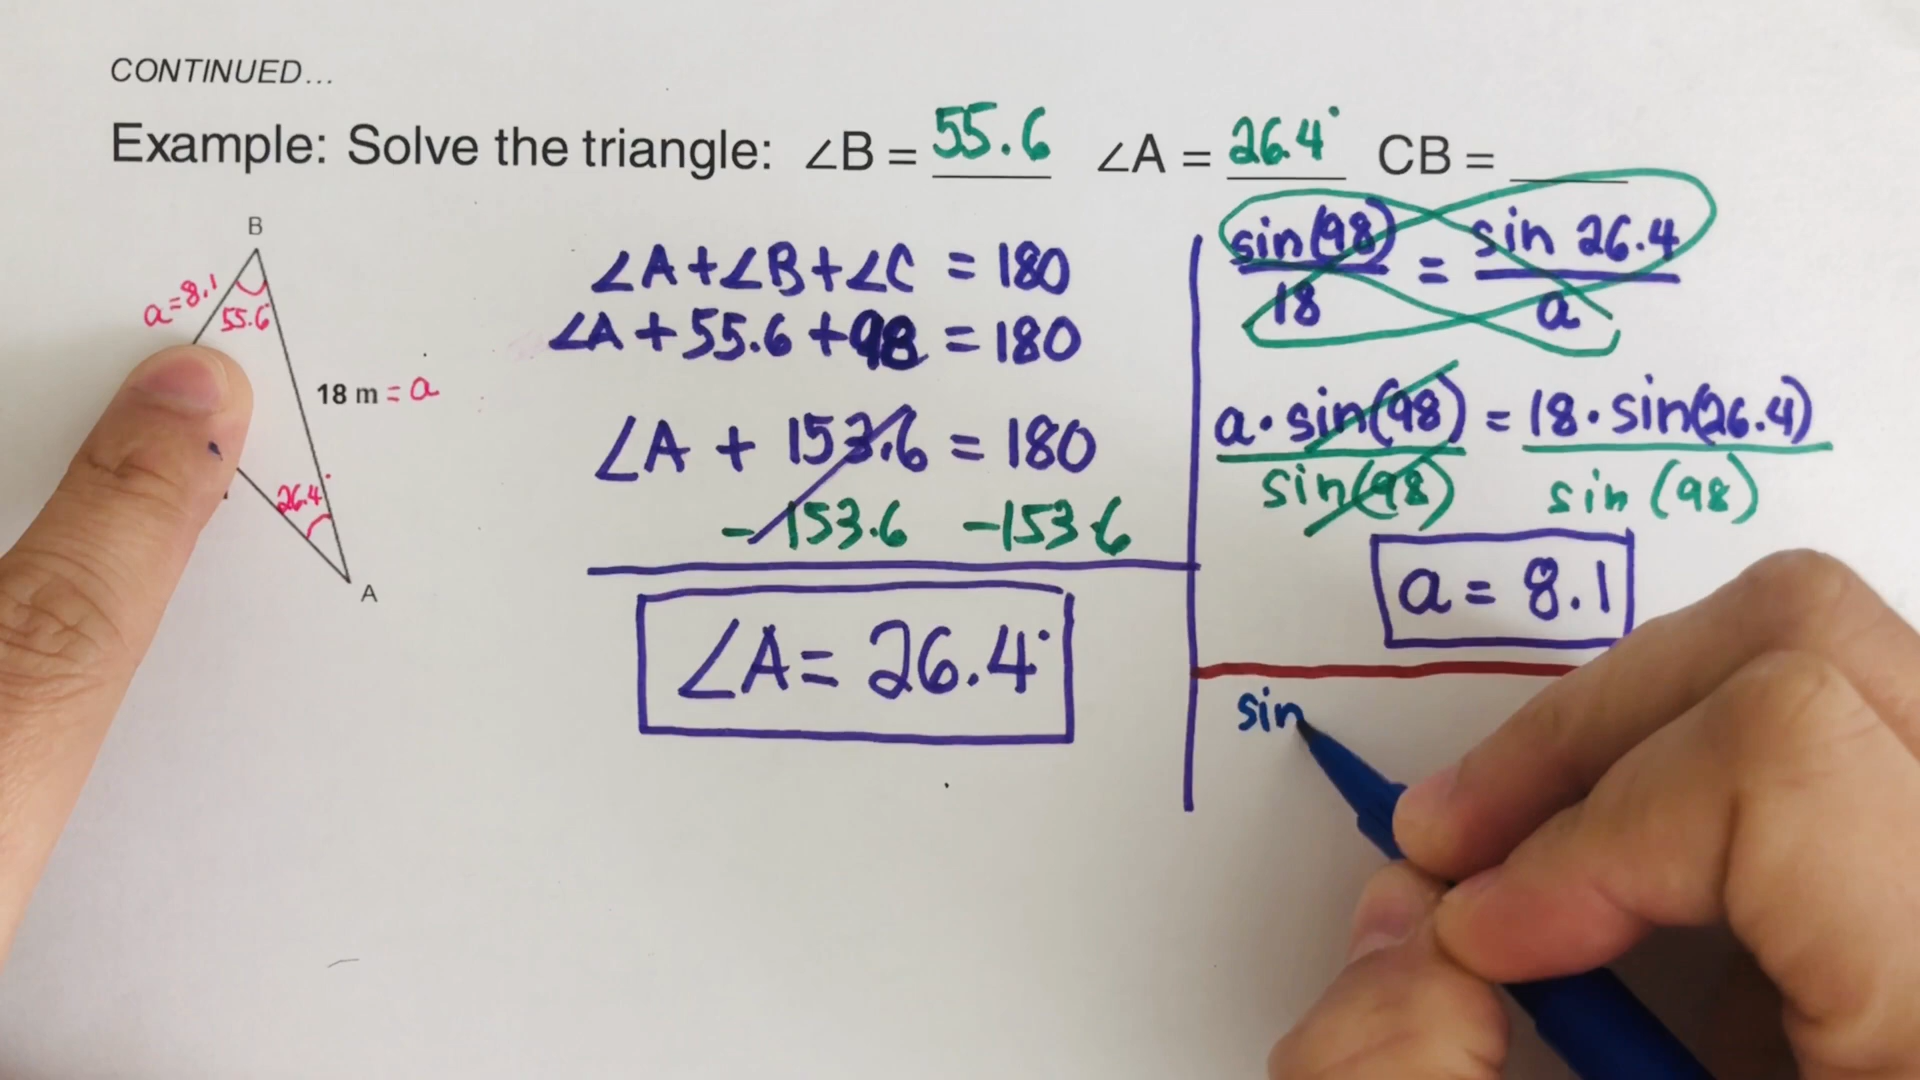 CONTINUED...
Example: Solve the triangle: ∠B = 55.6 ∠A = 26.4° CB = ____
B
a=8.1
55.6°
18 m = a
26.4°
A
∠A+∠B+∠C = 180
∠A + 55.6 + 98 = 180
∠A + 153.6 = 180
-153.6 -153.6
∠A = 26.4°
sin(98) = sin 26.4
18 a
a · sin(98) = 18 · sin(26.4)
sin(98) sin (98)
a = 8.1
sin